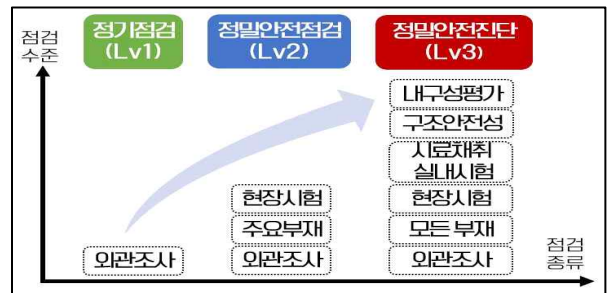 점검
수준
정기점검
(Lv1)
정밀안전점검
(Lv2)
정밀안전진단
(Lv3)
내구성평가
구조안전성
시료채취
실내시험
현장시험
현장시험
주요부재
모든 부재
외관조사
외관조사
외관조사
점검
종류